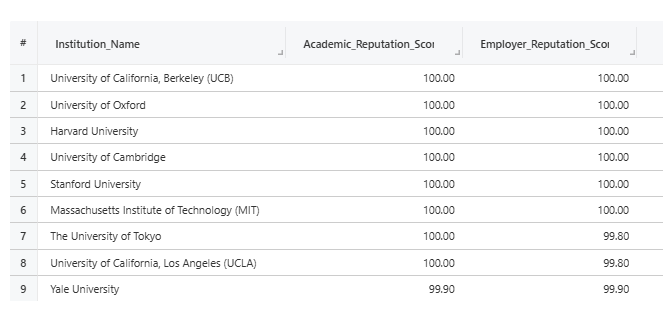 # Institution_Name Academic_Reputation_Scor Employer_Reputation_Scor
1 University of California, Berkeley (UCB) 100.00 100.00
2 University of Oxford 100.00 100.00
3 Harvard University 100.00 100.00
4 University of Cambridge 100.00 100.00
5 Stanford University 100.00 100.00
6 Massachusetts Institute of Technology (MIT) 100.00 100.00
7 The University of Tokyo 100.00 99.80
8 University of California, Los Angeles (UCLA) 100.00 99.80
9 Yale University 99.90 99.90